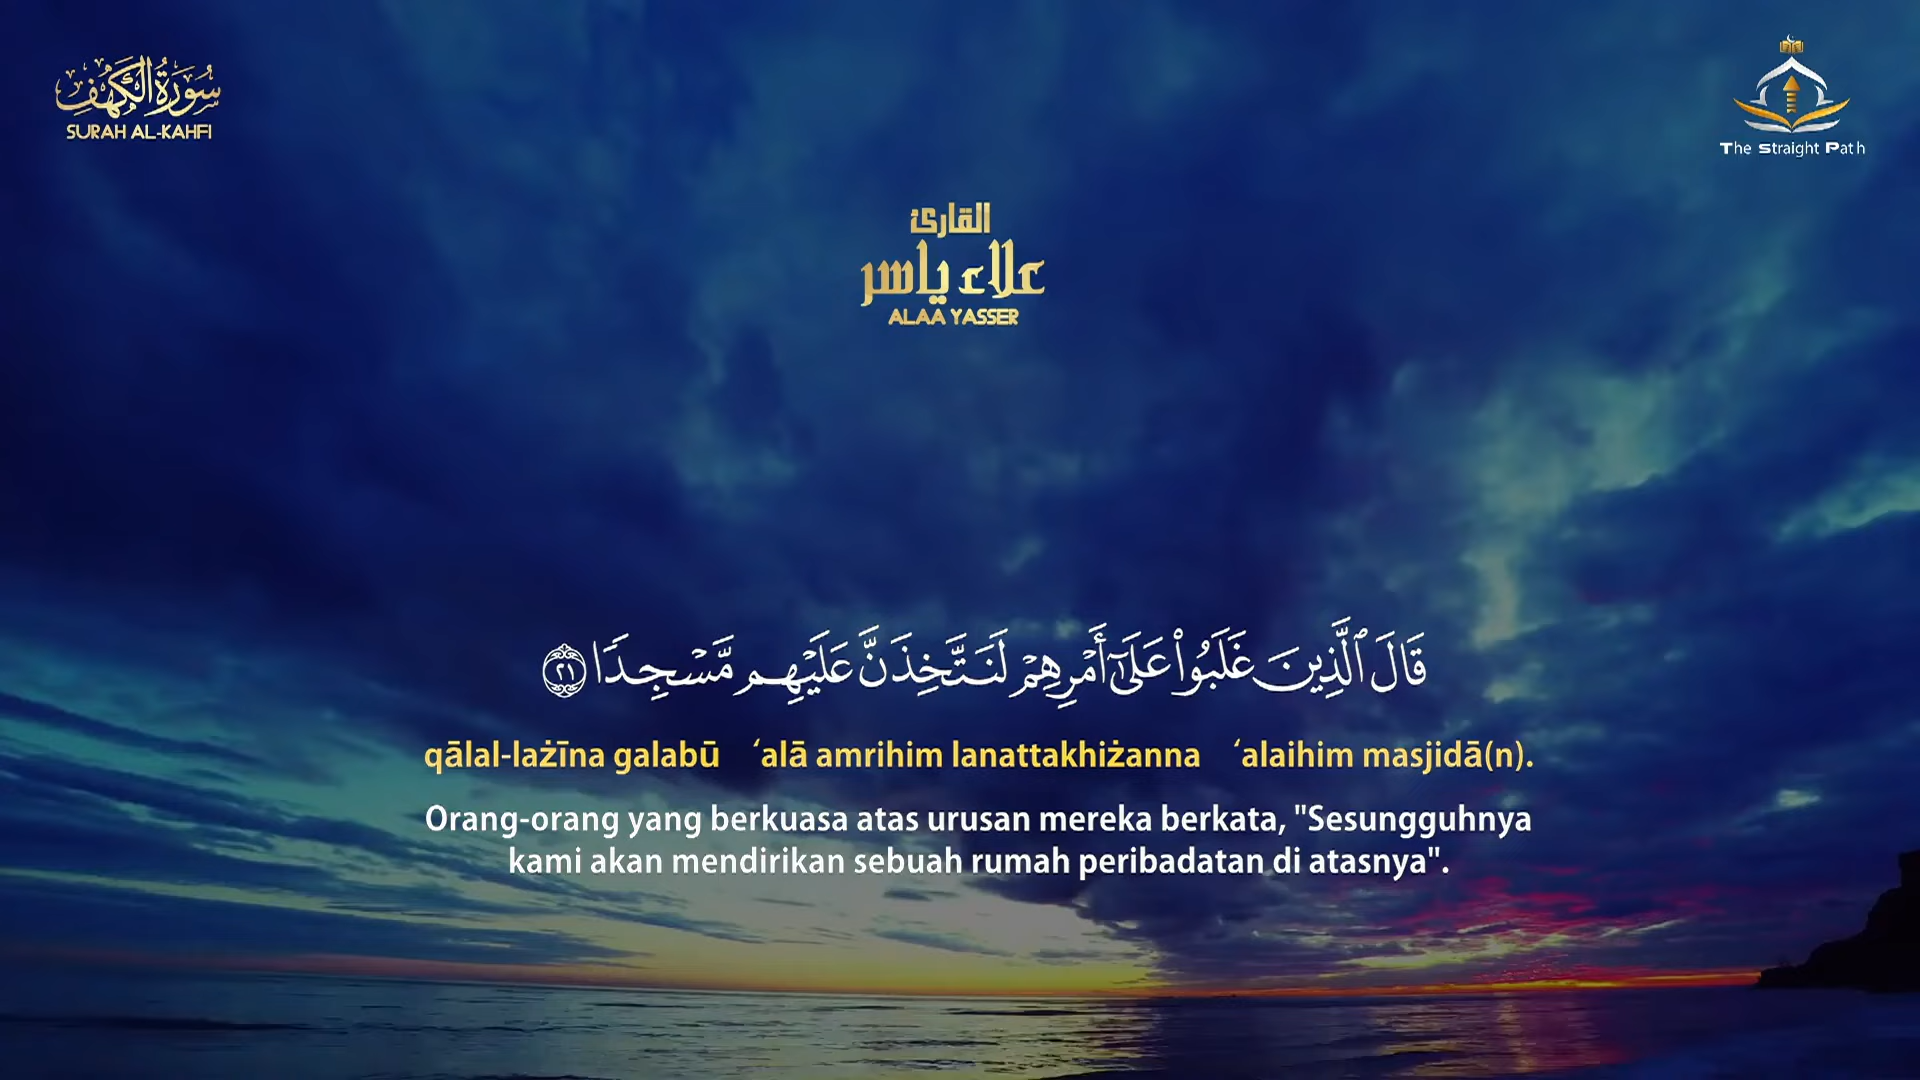 سُورَةُ الْكَهْفِ
SURAH AL-KAHFI
The Straight Path
القارئ
علاء ياسر
ALAA YASSER
قَالَ ٱلَّذِينَ غَلَبُوا۟ عَلَىٰٓ أَمْرِهِمْ لَنَتَّخِذَنَّ عَلَيْهِم مَّسْجِدًا ٢١
qālal-lażīna galabū ‘alā amrihim lanattakhiżanna ‘alaihim masjidā(n).
Orang-orang yang berkuasa atas urusan mereka berkata, "Sesungguhnya
kami akan mendirikan sebuah rumah peribadatan di atasnya".